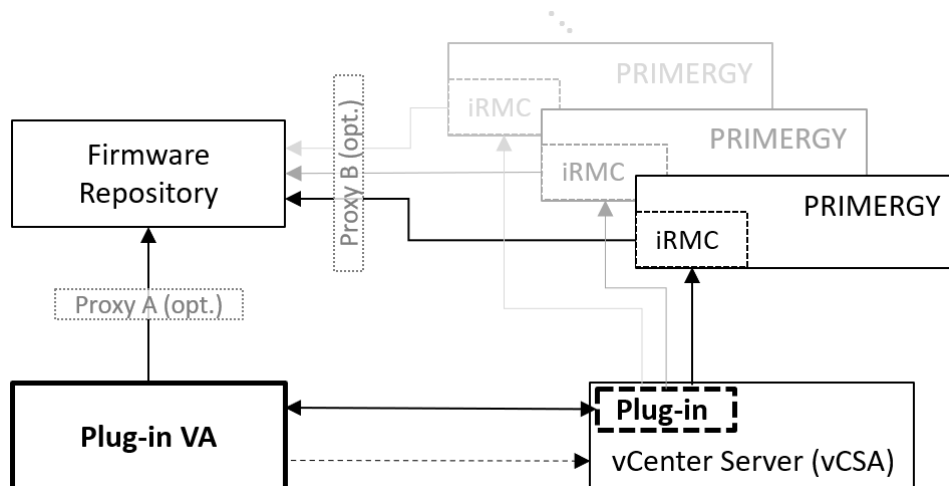 PRIMERGY
iRMC
PRIMERGY
iRMC
PRIMERGY
iRMC
Firmware
Repository
Proxy B (opt.)
Proxy A (opt.)
Plug-in VA
Plug-in
vCenter Server (vCSA)